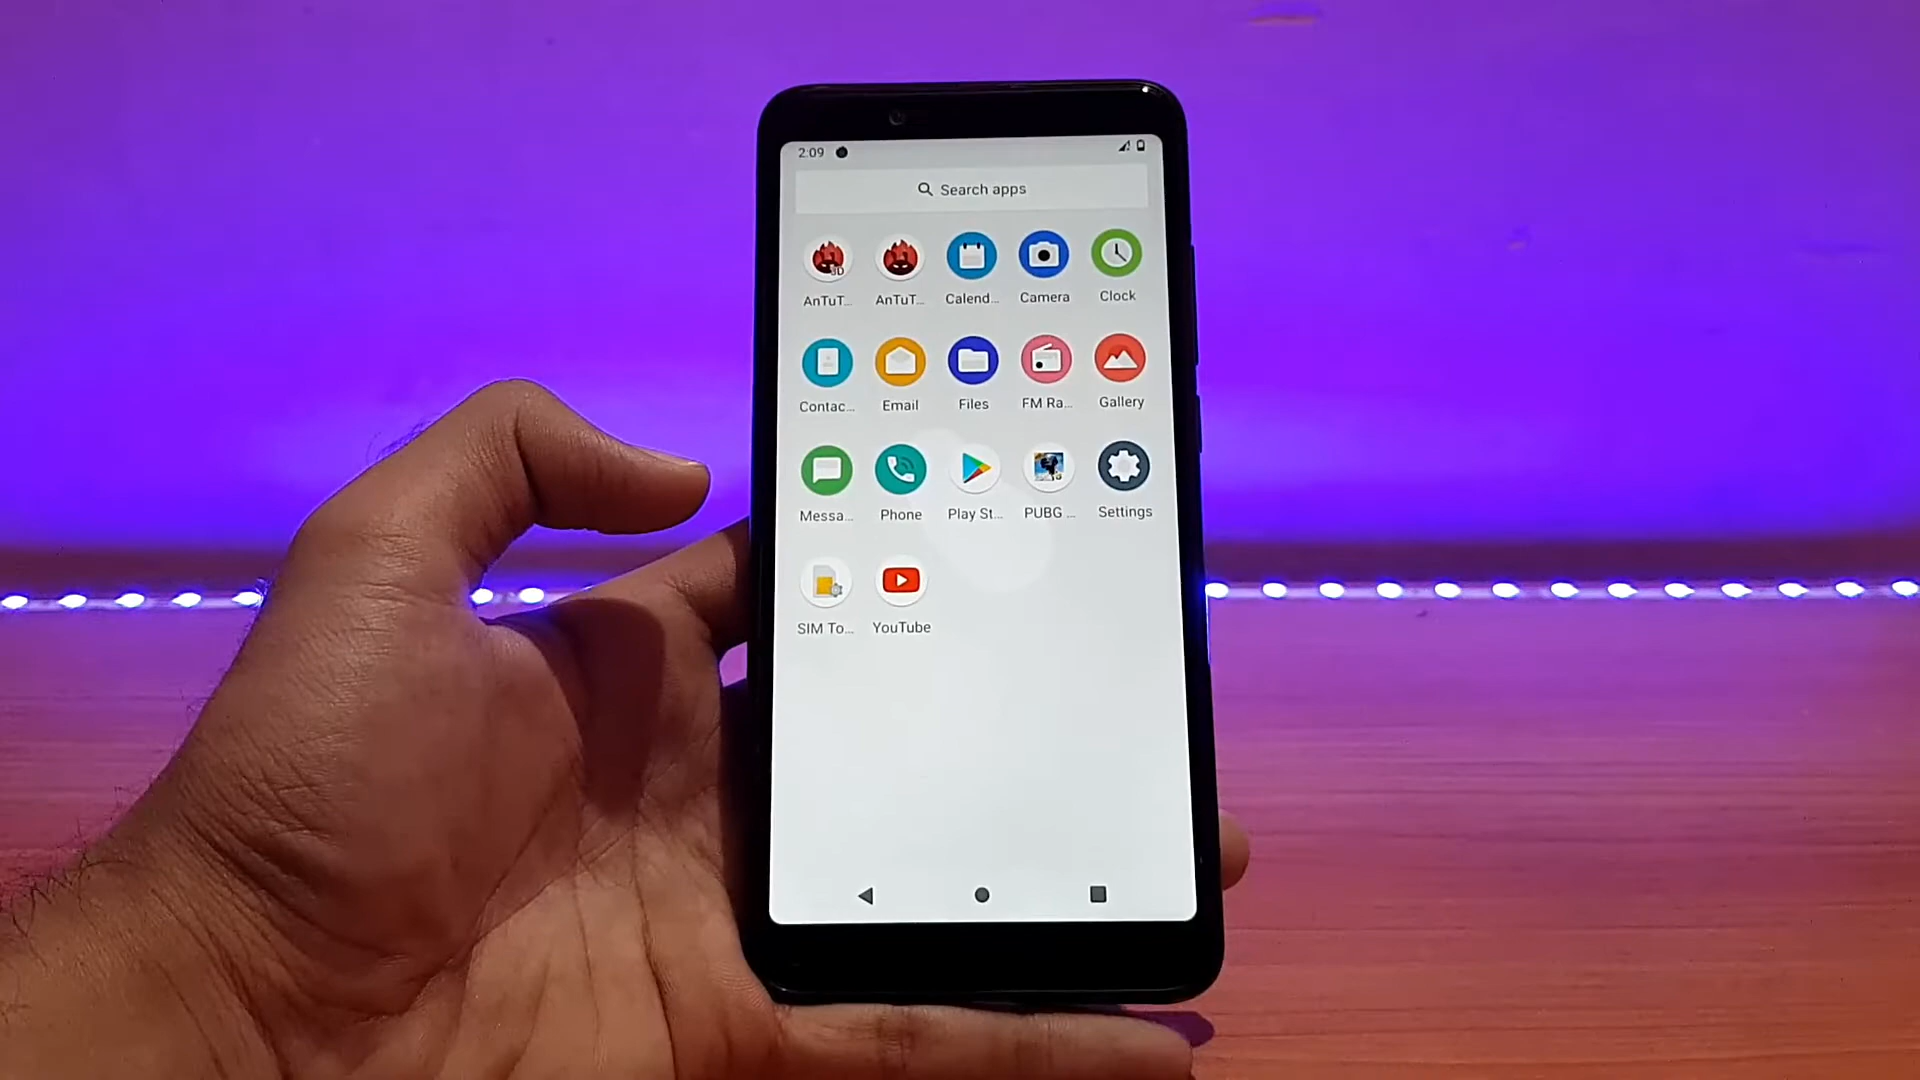 2:09
Search apps
AnTuT... AnTuT... Calend... Camera Clock
Contac... Email Files FM Ra... Gallery
Messa... Phone Play St... PUBG ... Settings
SIM To... YouTube